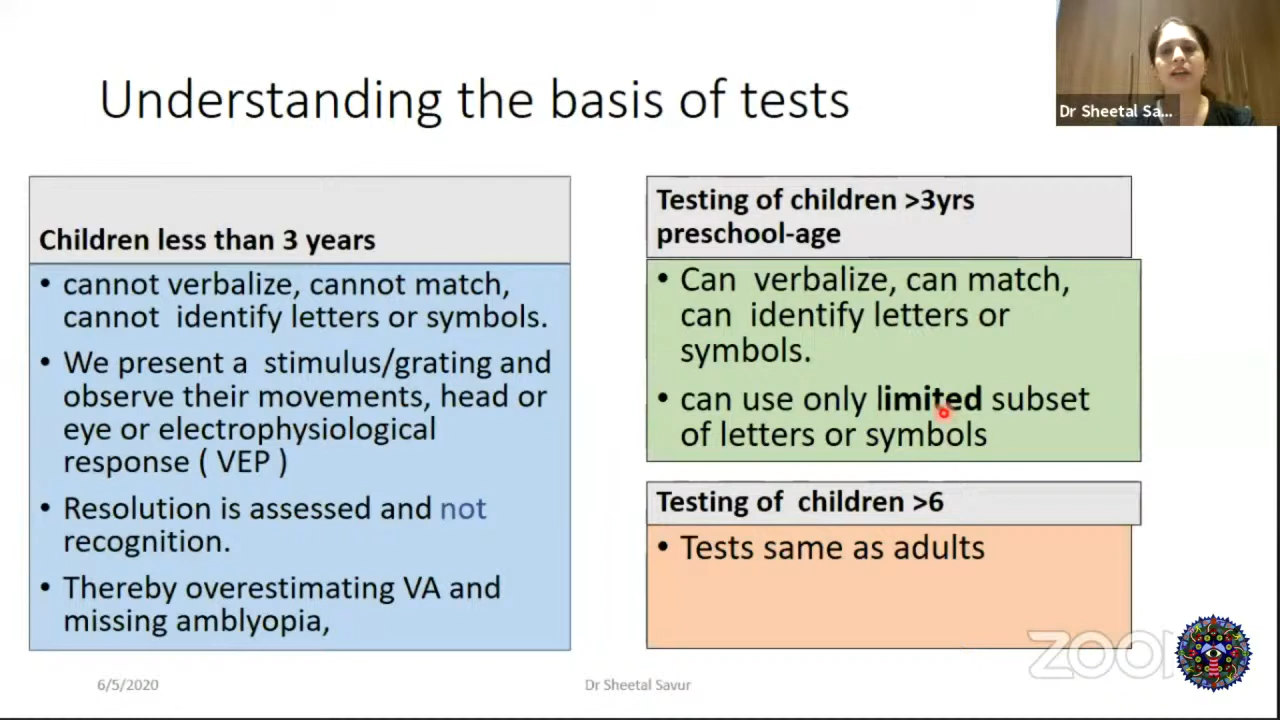 Understanding the basis of tests
Dr Sheetal Sa...
Children less than 3 years
• cannot verbalize, cannot match,
cannot identify letters or symbols.
• We present a stimulus/grating and
observe their movements, head or
eye or electrophysiological
response ( VEP )
• Resolution is assessed and not
recognition.
• Thereby overestimating VA and
missing amblyopia,
Testing of children >3yrs
preschool-age
• Can verbalize, can match,
can identify letters or
symbols.
• can use only limited subset
of letters or symbols
Testing of children >6
• Tests same as adults
6/5/2020
Dr Sheetal Savur
ZOOM